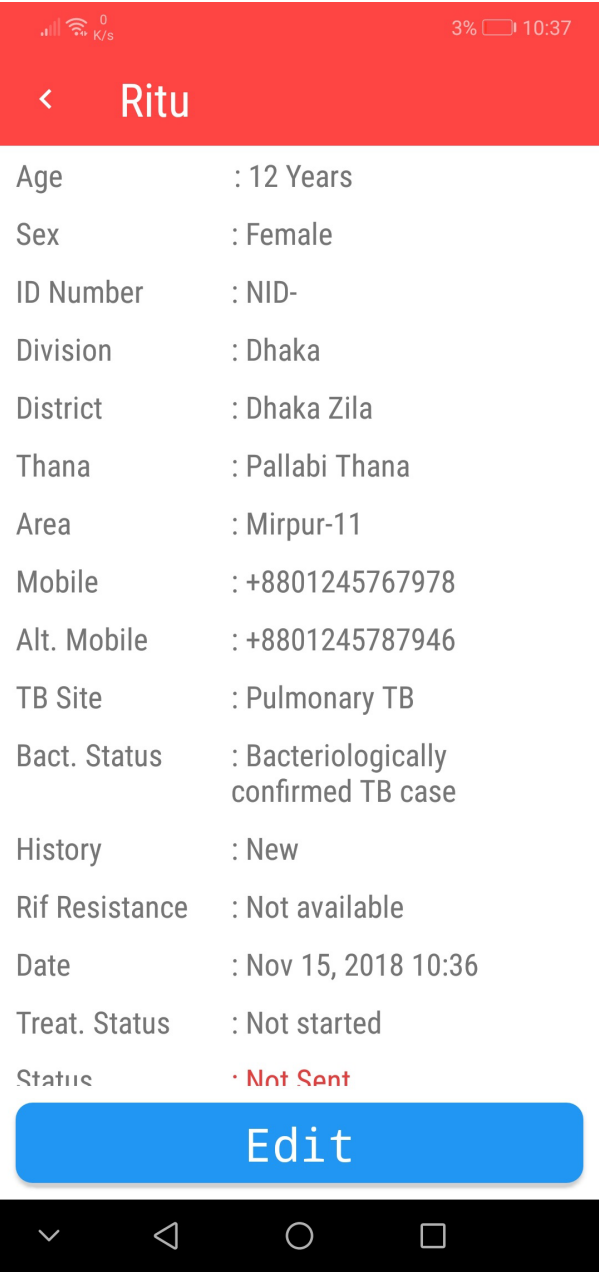 0
K/s
3% 10:37
Ritu
Age : 12 Years
Sex : Female
ID Number : NID-
Division : Dhaka
District : Dhaka Zila
Thana : Pallabi Thana
Area : Mirpur-11
Mobile : +8801245767978
Alt. Mobile : +8801245787946
TB Site : Pulmonary TB
Bact. Status : Bacteriologically
confirmed TB case
History : New
Rif Resistance : Not available
Date : Nov 15, 2018 10:36
Treat. Status : Not started
Status : Not Sent
Edit